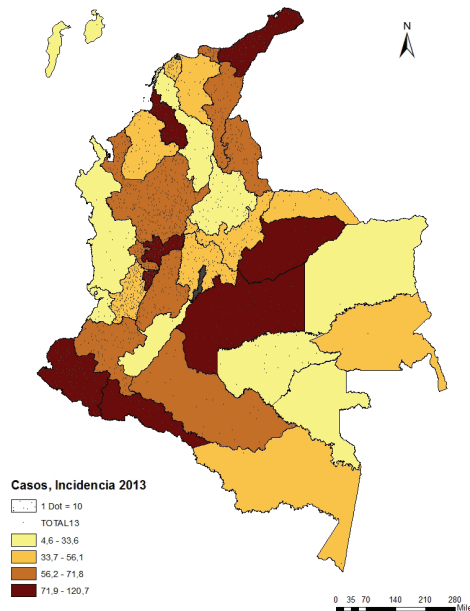 N
Casos, Incidencia 2013
1 Dot = 10
TOTAL13
4,6 - 33,6
33,7 - 56,1
56,2 - 71,8
71,9 - 120,7
0 35 70 140 210 280
Miles